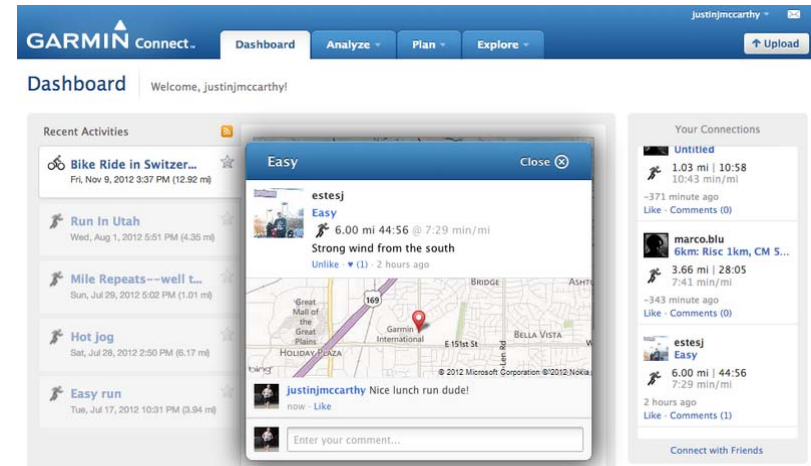 justinjmccarthy
GARMIN Connect™
Dashboard
Analyze
Plan
Explore
Upload
Dashboard
Welcome, justinjmccarthy!
Recent Activities
Bike Ride in Switzer...
Fri, Nov 9, 2012 3:37 PM (12.92 mi)
Run In Utah
Wed, Aug 1, 2012 5:51 PM (4.35 mi)
Mile Repeats--well t...
Sun, Jul 29, 2012 5:02 PM (1.01 mi)
Hot jog
Sat, Jul 28, 2012 2:50 PM (6.17 mi)
Easy run
Tue, Jul 17, 2012 10:31 PM (3.94 mi)
Easy
Close
estesj
Easy
6.00 mi 44:56 @ 7:29 min/mi
Strong wind from the south
Unlike · ♥ (1) · 2 hours ago
BRIDGE
169
Great
Mall of
the
Great
Plains
Garmin
International
E 151st St
BELLA VISTA
HOLIDAY PLAZA
bing
© 2012 Microsoft Corporation © 2012 Nokia
justinjmccarthy Nice lunch run dude!
now · Like
Enter your comment...
Your Connections
Untitled
1.03 mi | 10:58
10:43 min/mi
~371 minute ago
Like · Comments (0)
marco.blu
6km: Risc 1km, CM 5...
3.66 mi | 28:05
7:41 min/mi
~343 minute ago
Like · Comments (0)
estesj
Easy
6.00 mi | 44:56
7:29 min/mi
2 hours ago
Like · Comments (1)
Connect with Friends